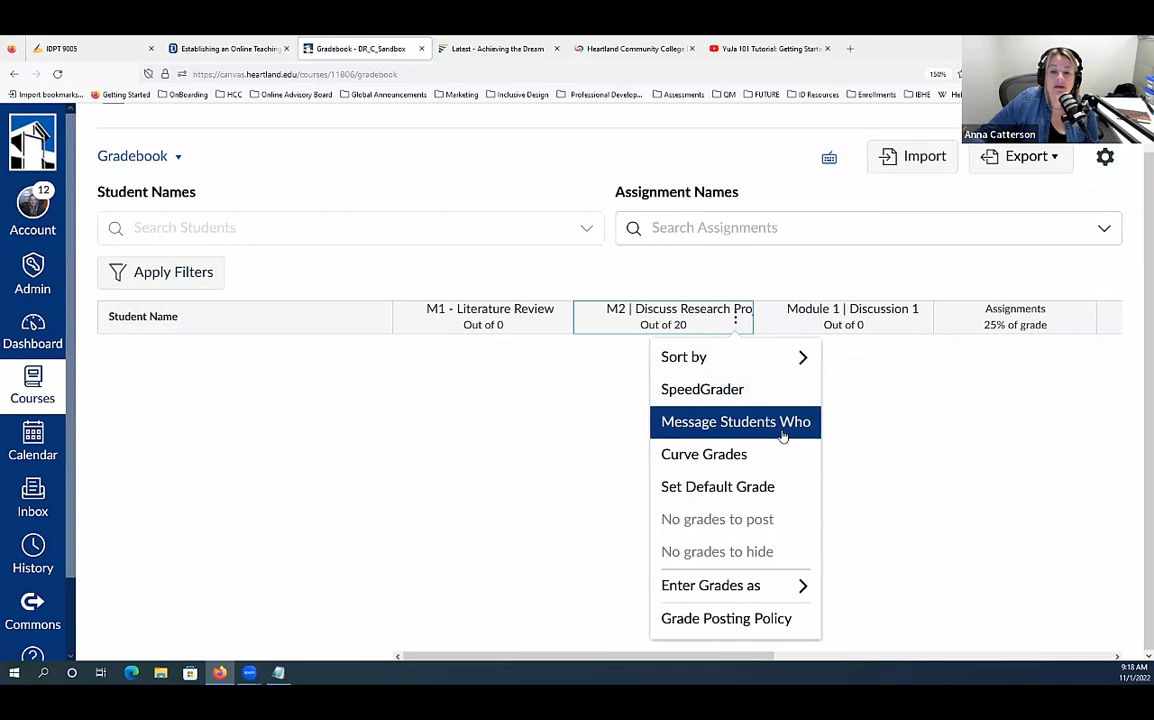 IDPT 9005
Establishing an Online Teaching
Gradebook - DR_C_Sandbox
Latest - Achieving the Dream
Heartland Community College
YuJa 101 Tutorial: Getting Starte
https://canvas.heartland.edu/courses/11806/gradebook
150%
Import bookmarks...
Getting Started
OnBoarding
HCC
Online Advisory Board
Global Announcements
Marketing
Inclusive Design
Professional Develop...
Assessments
QM
FUTURE
ID Resources
Enrollments
IBHE
Anna Catterson
12
Account
Admin
Dashboard
Courses
Calendar
Inbox
History
Commons
Gradebook
Import
Export
Student Names
Assignment Names
Search Students
Search Assignments
Apply Filters
Student Name
M1 - Literature Review
Out of 0
M2 | Discuss Research Pro
Out of 20
Module 1 | Discussion 1
Out of 0
Assignments
25% of grade
Sort by
SpeedGrader
Message Students Who
Curve Grades
Set Default Grade
No grades to post
No grades to hide
Enter Grades as
Grade Posting Policy
9:18 AM
11/1/2022